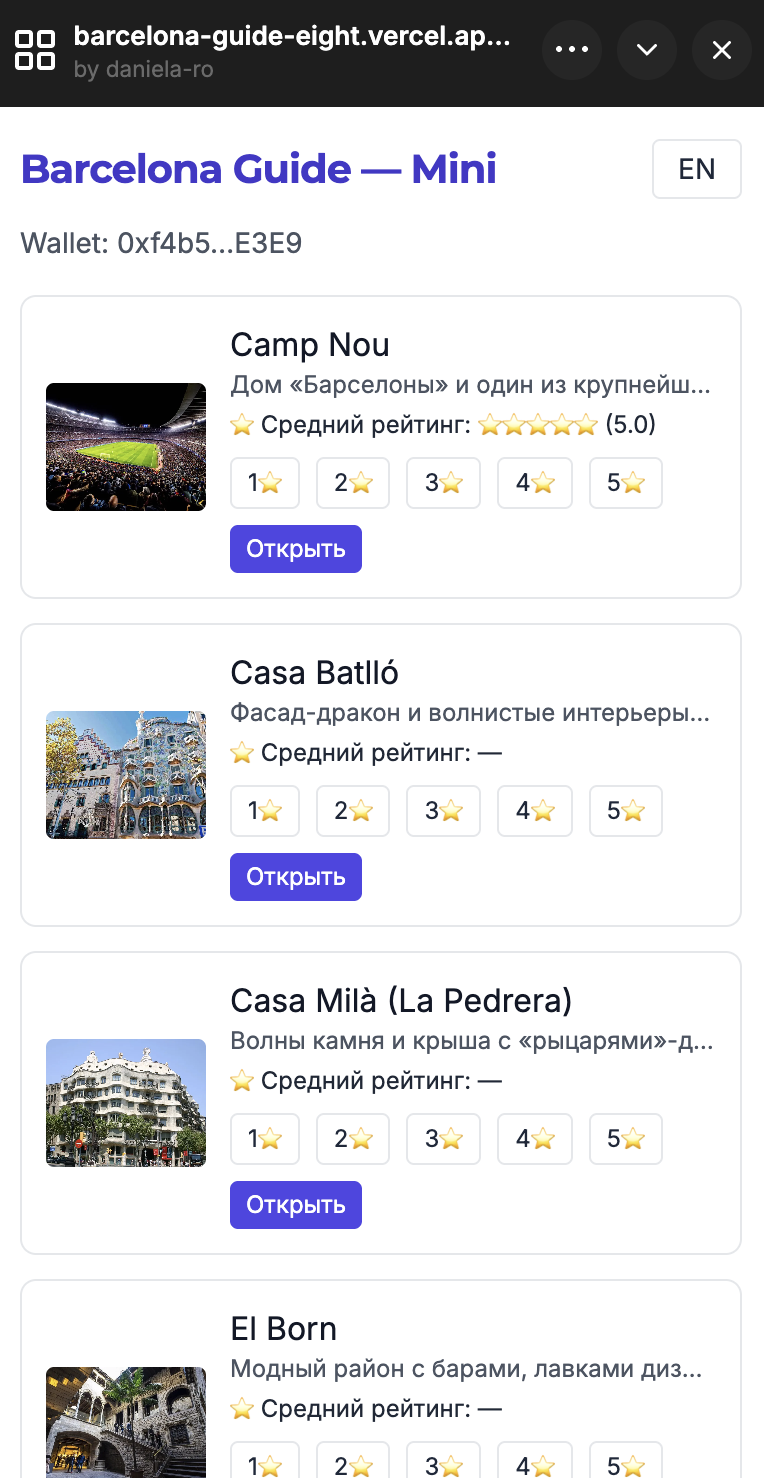 barcelona-guide-eight.vercel.ap...
by daniela-ro
Barcelona Guide — Mini
EN
Wallet: 0xf4b5...E3E9
Camp Nou
Дом «Барселоны» и один из крупнейш...
⭐ Средний рейтинг: ⭐⭐⭐⭐⭐ (5.0)
1⭐ 2⭐ 3⭐ 4⭐ 5⭐
Открыть
Casa Batlló
Фасад-дракон и волнистые интерьеры...
⭐ Средний рейтинг: —
1⭐ 2⭐ 3⭐ 4⭐ 5⭐
Открыть
Casa Milà (La Pedrera)
Волны камня и крыша с «рыцарями»-д...
⭐ Средний рейтинг: —
1⭐ 2⭐ 3⭐ 4⭐ 5⭐
Открыть
El Born
Модный район с барами, лавками диз...
⭐ Средний рейтинг: —
1⭐ 2⭐ 3⭐ 4⭐ 5⭐